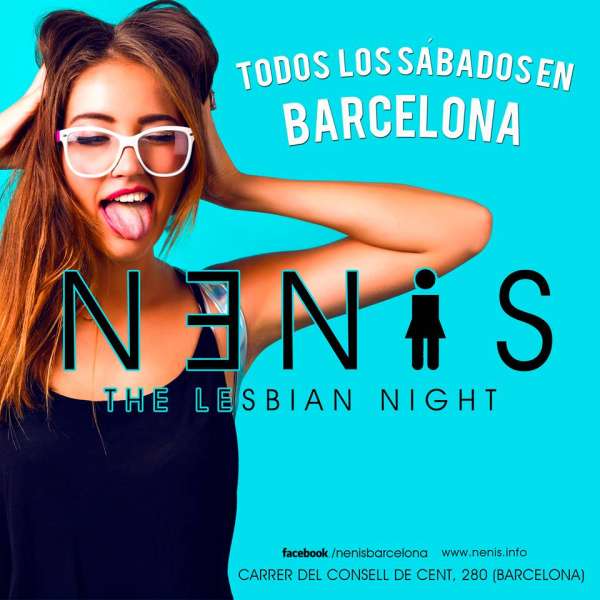 TODOS LOS SÁBADOS EN
BARCELONA
NENIS
THE LESBIAN NIGHT
facebook/nenisbarcelona www.nenis.info
CARRER DEL CONSELL DE CENT, 280 (BARCELONA)